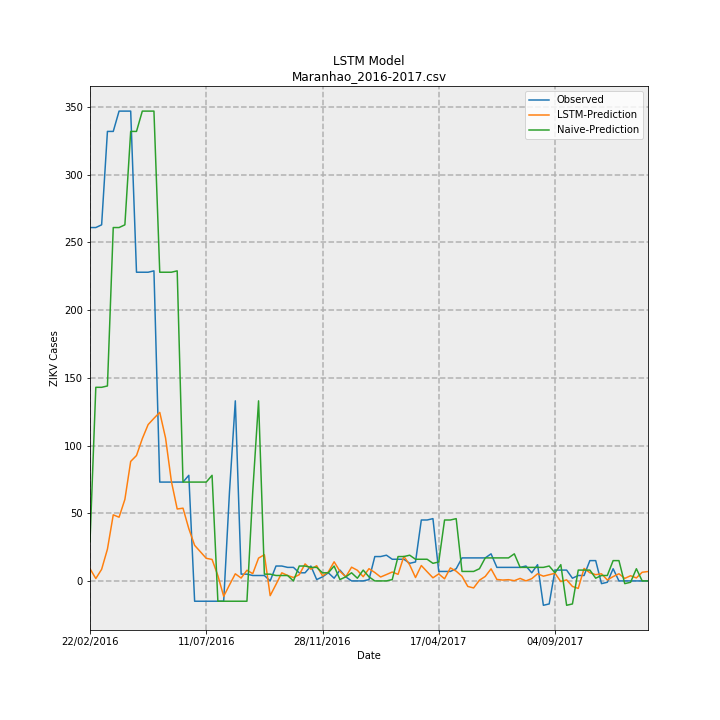 LSTM Model
Maranhao_2016-2017.csv
Observed
LSTM-Prediction
Naive-Prediction
ZIKV Cases
350
300
250
200
150
100
50
0
22/02/2016
11/07/2016
28/11/2016
17/04/2017
04/09/2017
Date